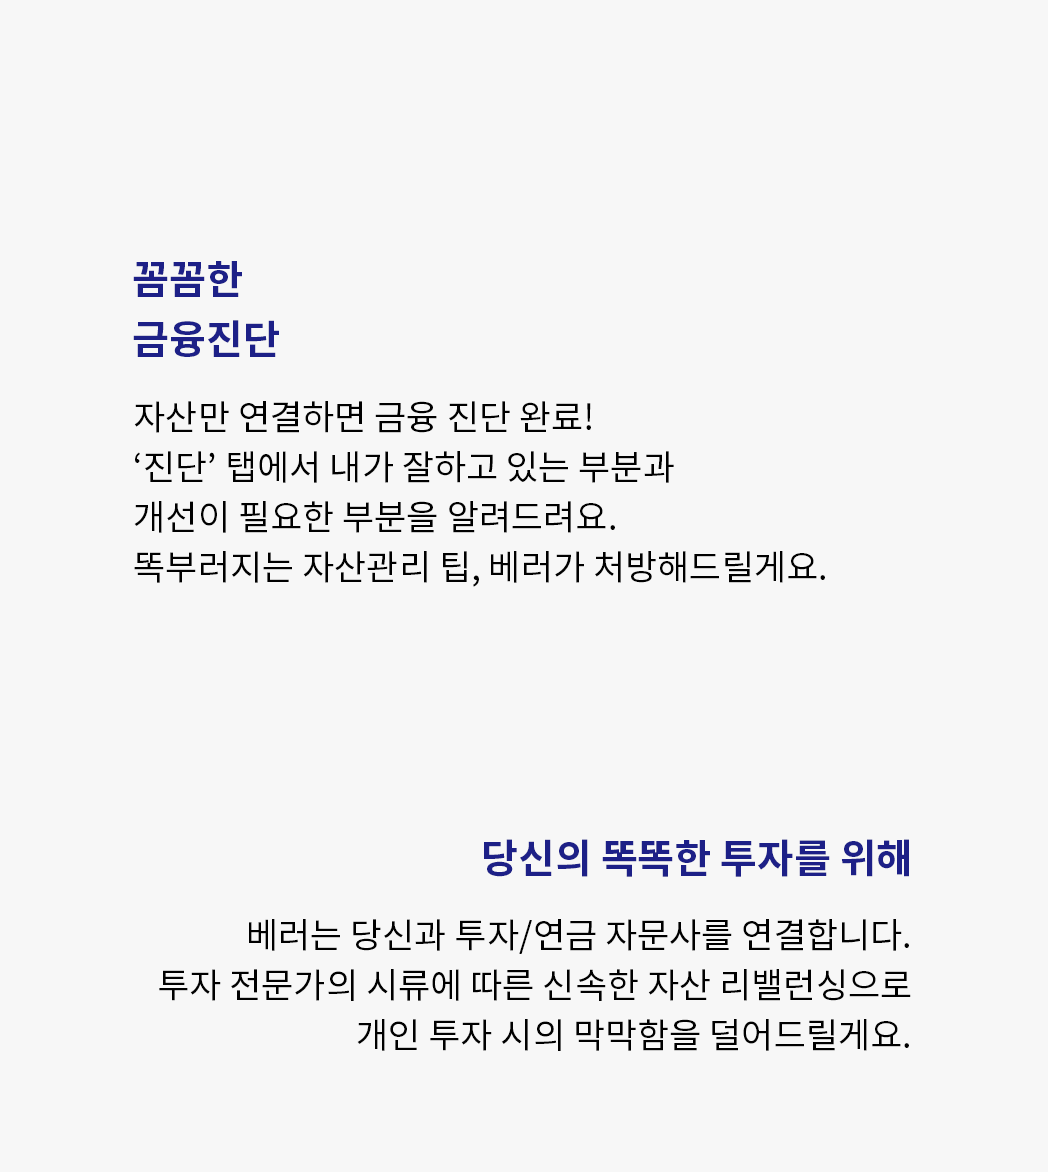 꼼꼼한
금융진단
자산만 연결하면 금융 진단 완료!
‘진단’ 탭에서 내가 잘하고 있는 부분과
개선이 필요한 부분을 알려드려요.
똑부러지는 자산관리 팁, 베러가 처방해드릴게요.
당신의 똑똑한 투자를 위해
베러는 당신과 투자/연금 자문사를 연결합니다.
투자 전문가의 시류에 따른 신속한 자산 리밸런싱으로
개인 투자 시의 막막함을 덜어드릴게요.